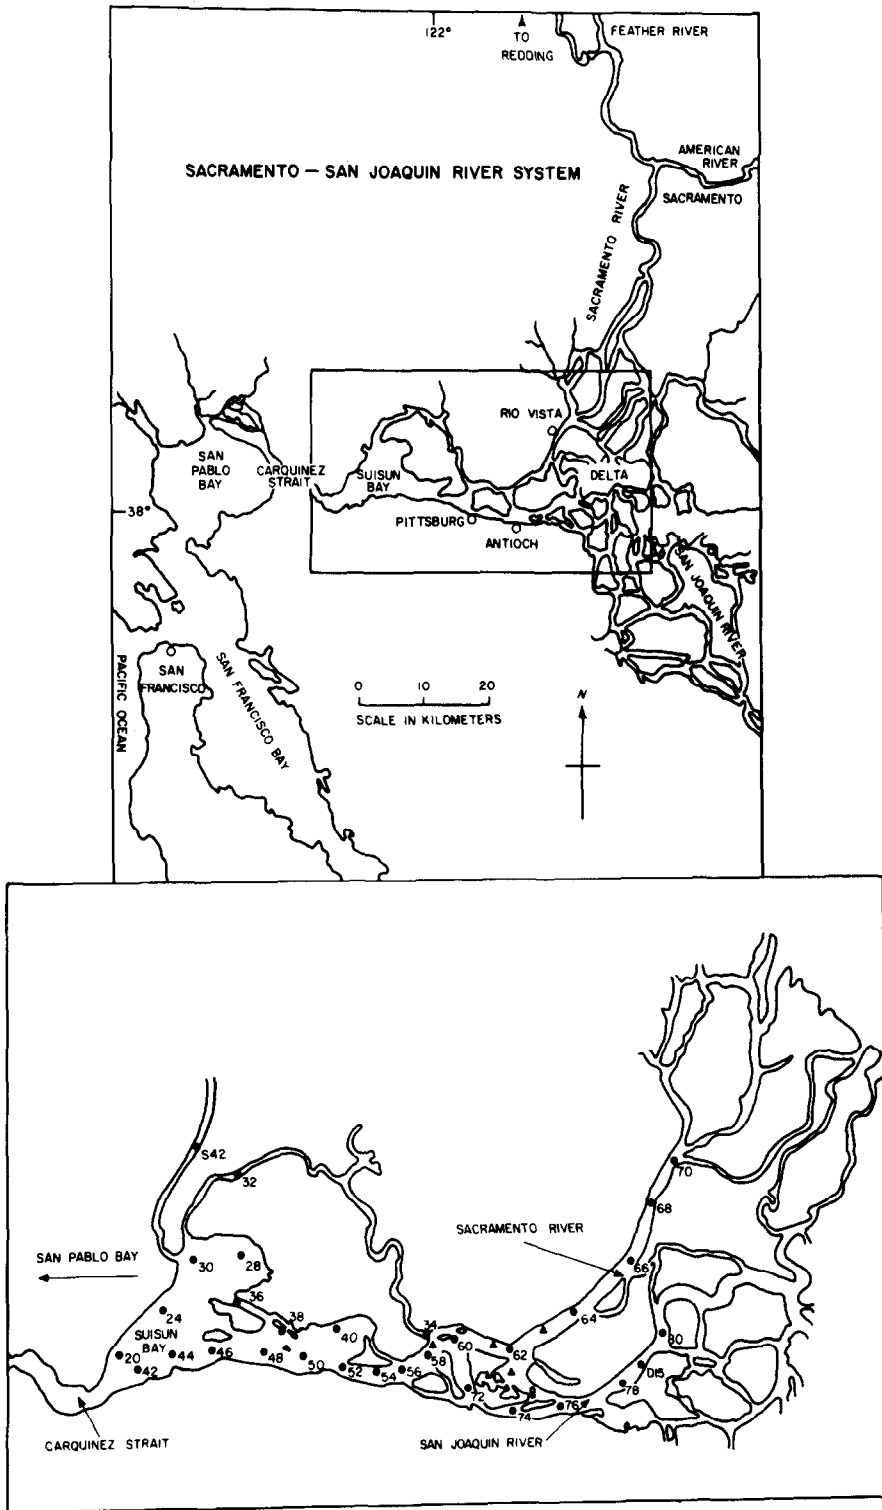 122°
TO
REDDING
FEATHER RIVER
AMERICAN
RIVER
SACRAMENTO — SAN JOAQUIN RIVER SYSTEM
SACRAMENTO
SACRAMENTO RIVER
RIO VISTA
SAN
PABLO
BAY
CARQUINEZ
STRAIT
SUISUN
BAY
DELTA
38°
PITTSBURG
ANTIOCH
SAN JOAQUIN RIVER
SAN
FRANCISCO
SAN FRANCISCO BAY
PACIFIC OCEAN
0 10 20
SCALE IN KILOMETERS
N
S42
32
70
68
SACRAMENTO RIVER
SAN PABLO BAY
30
28
66
36
24
38
64
SUISUN
BAY
40
34
60
62
80
20
42
44
46
48
50
52
54
56
58
D15
78
72
74
76
CARQUINEZ STRAIT
SAN JOAQUIN RIVER